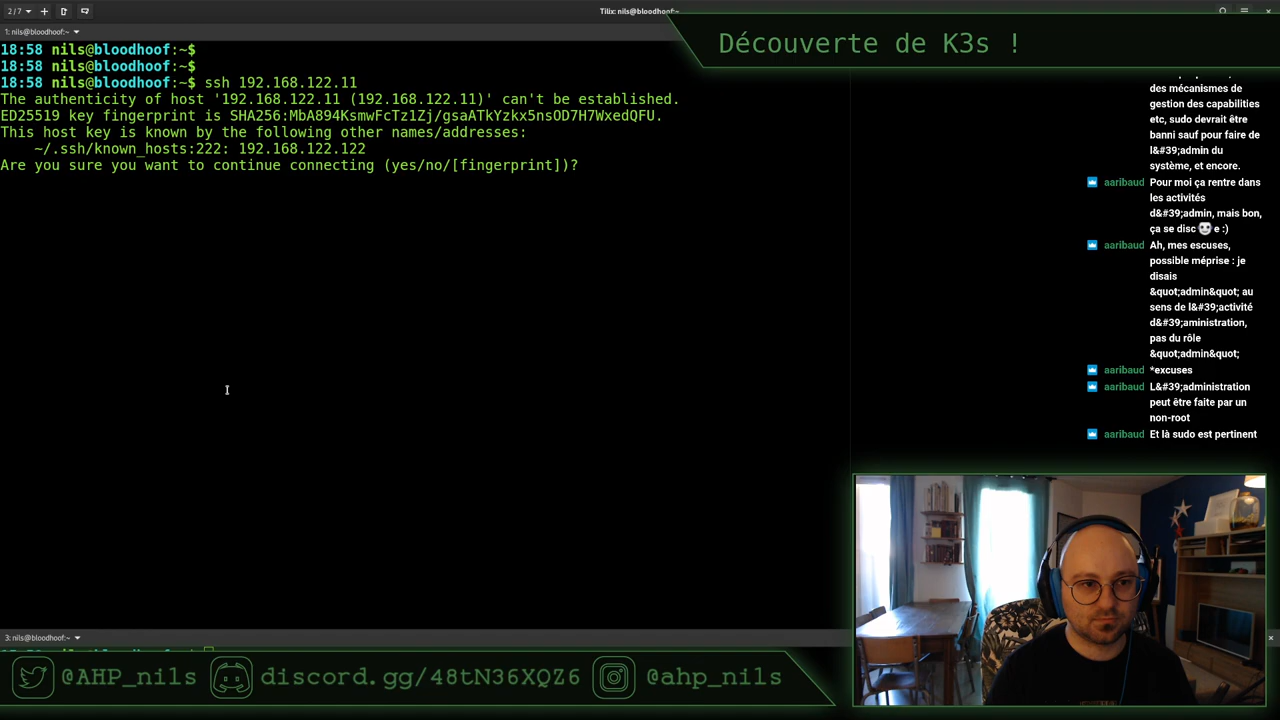 2/7
Tilix: nils@bloodhoof:~
1: nils@bloodhoof:~
Découverte de K3s !
18:58 nils@bloodhoof:~$
18:58 nils@bloodhoof:~$
18:58 nils@bloodhoof:~$ ssh 192.168.122.11
The authenticity of host '192.168.122.11 (192.168.122.11)' can't be established.
ED25519 key fingerprint is SHA256:MbA894KsmwFcTz1Zj/gsaATkYzkx5nsOD7H7WxedQFU.
This host key is known by the following other names/addresses:
~/.ssh/known_hosts:222: 192.168.122.122
Are you sure you want to continue connecting (yes/no/[fingerprint])?
des mécanismes de
gestion des capabilities
etc, sudo devrait être
banni sauf pour faire de
l&#39;admin du
système, et encore.
aaribaud Pour moi ça rentre dans
les activités
d&#39;admin, mais bon,
ça se disc e :)
aaribaud Ah, mes escuses,
possible méprise : je
disais
&quot;admin&quot; au
sens de l&#39;activité
d&#39;aministration,
pas du rôle
&quot;admin&quot;
aaribaud *excuses
aaribaud L&#39;administration
peut être faite par un
non-root
aaribaud Et là sudo est pertinent
3: nils@bloodhoof:~
@AHP_nils
discord.gg/48tN36XQZ6
@ahp_nils